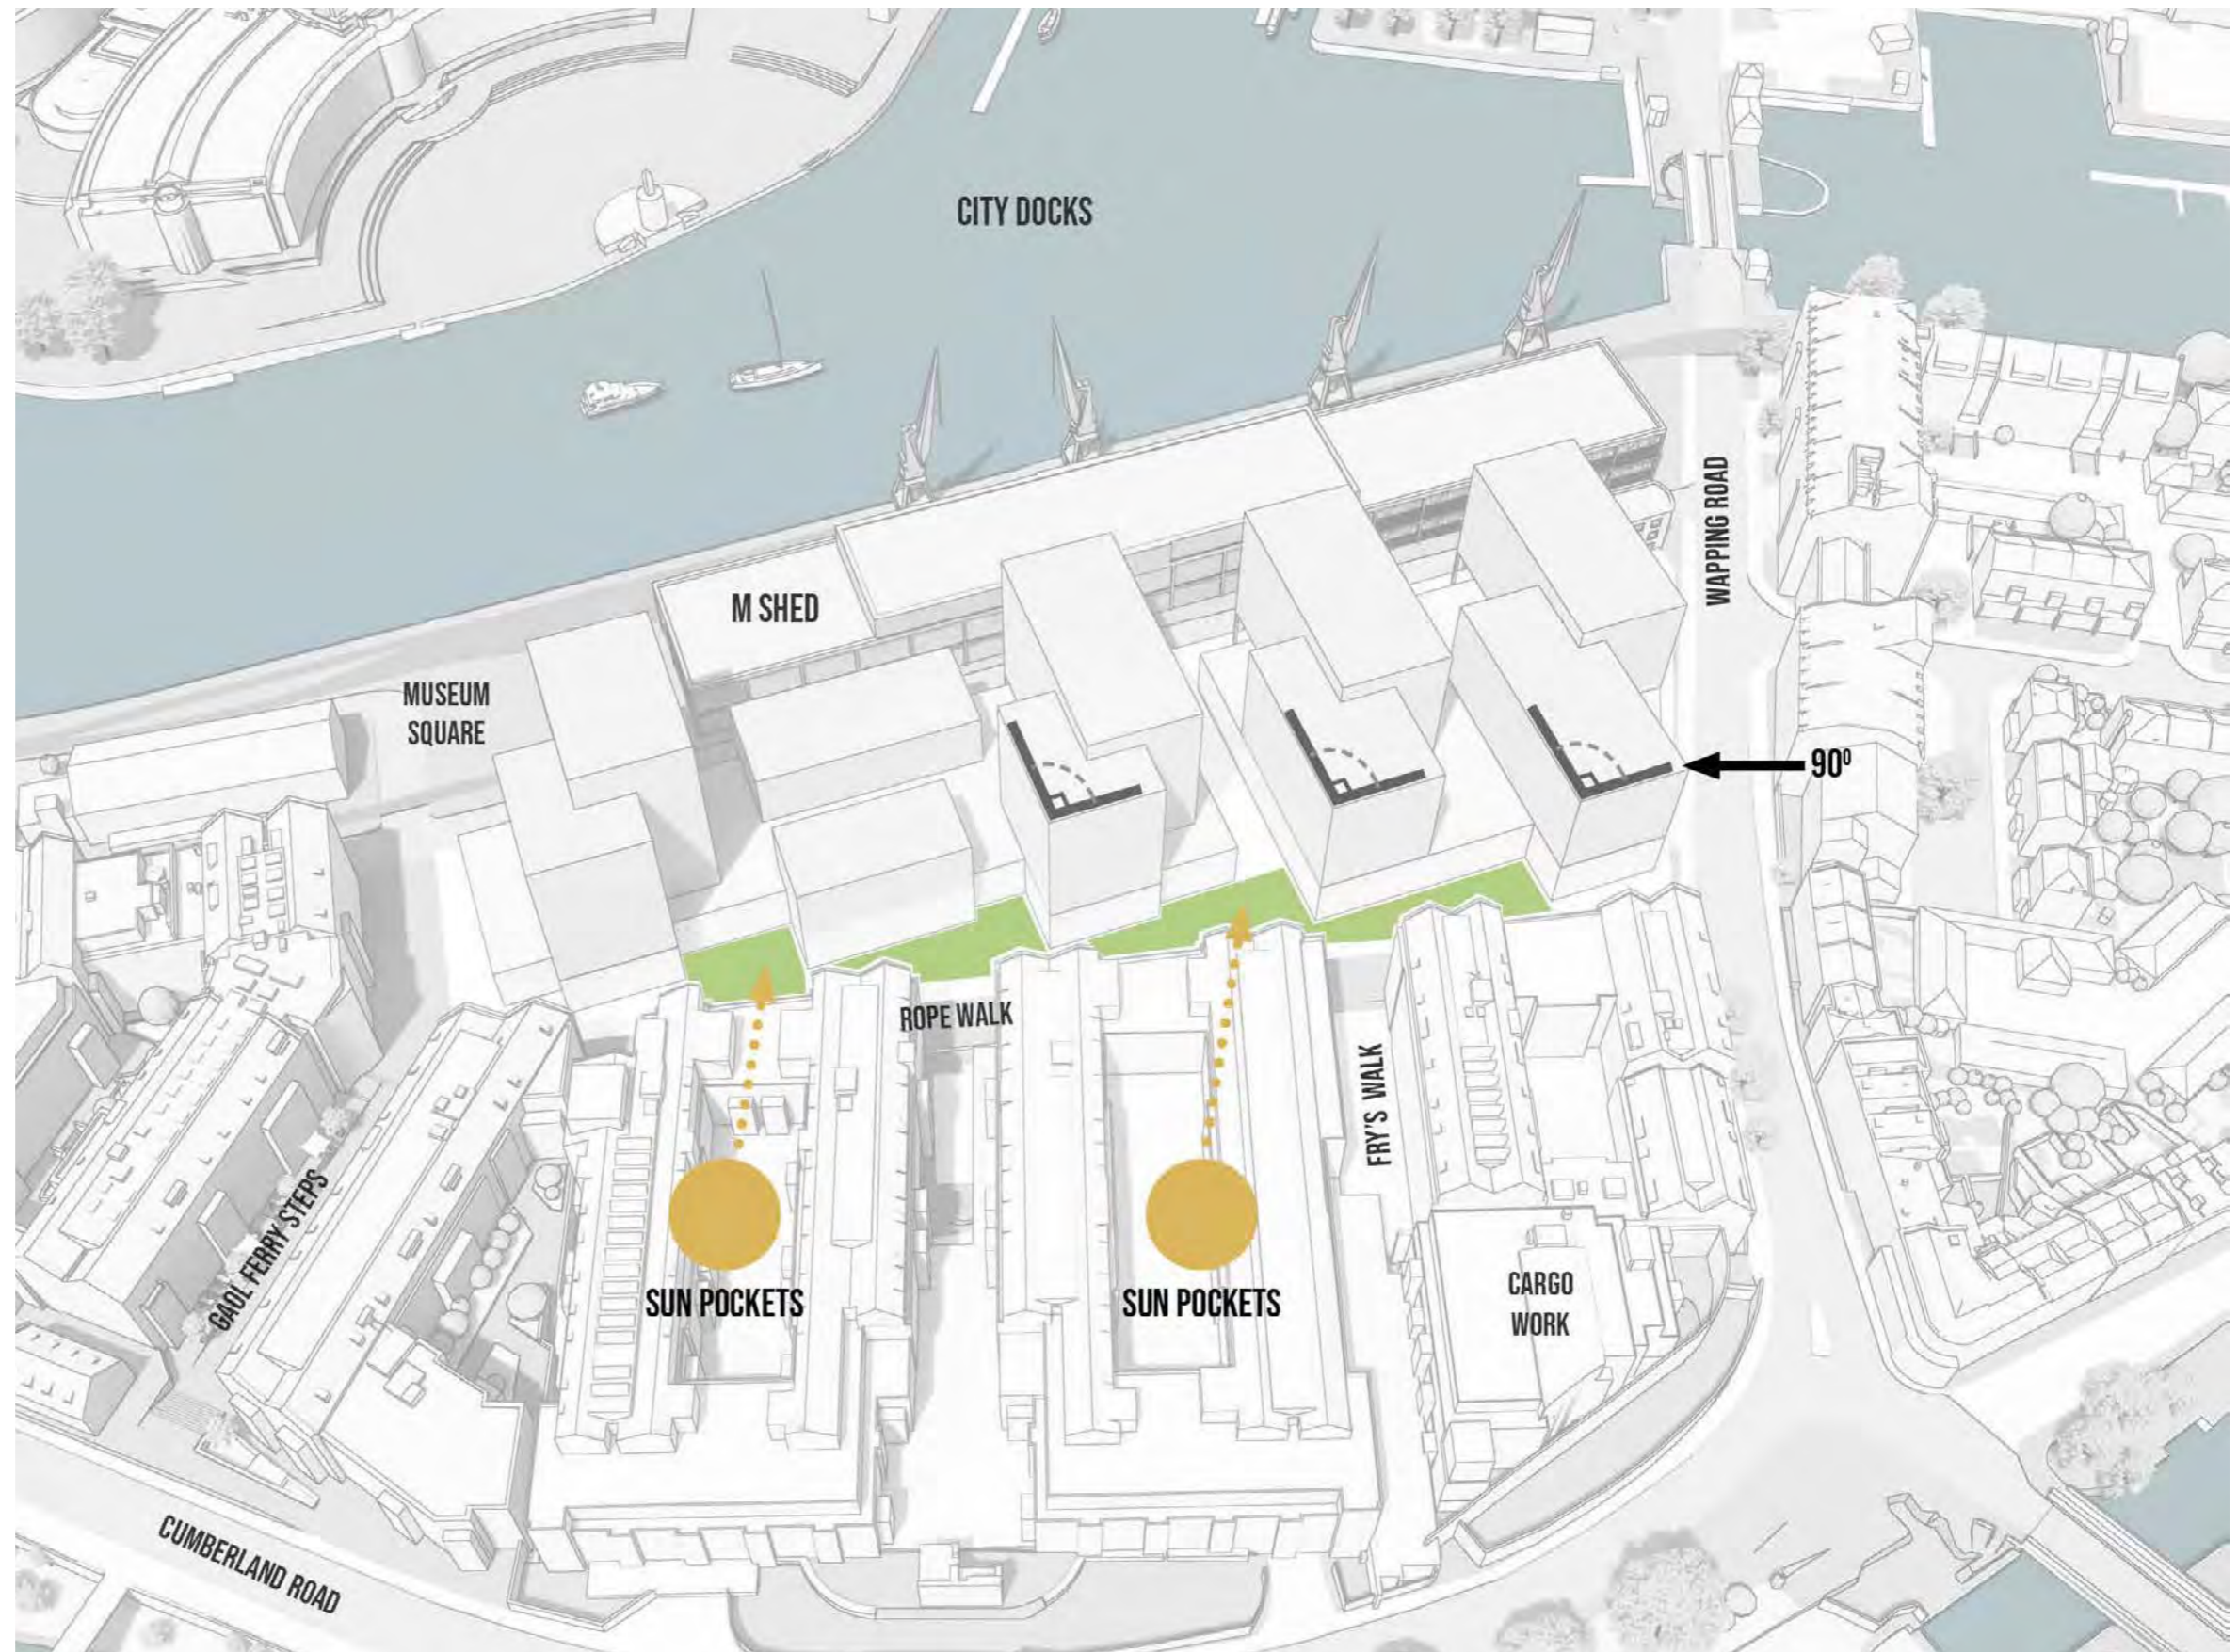 CITY DOCKS
WAPPING ROAD
M SHED
MUSEUM
SQUARE
90⁰
ROPE WALK
FRY'S WALK
GAOL FERRY STEPS
SUN POCKETS
SUN POCKETS
CARGO
WORK
CUMBERLAND ROAD